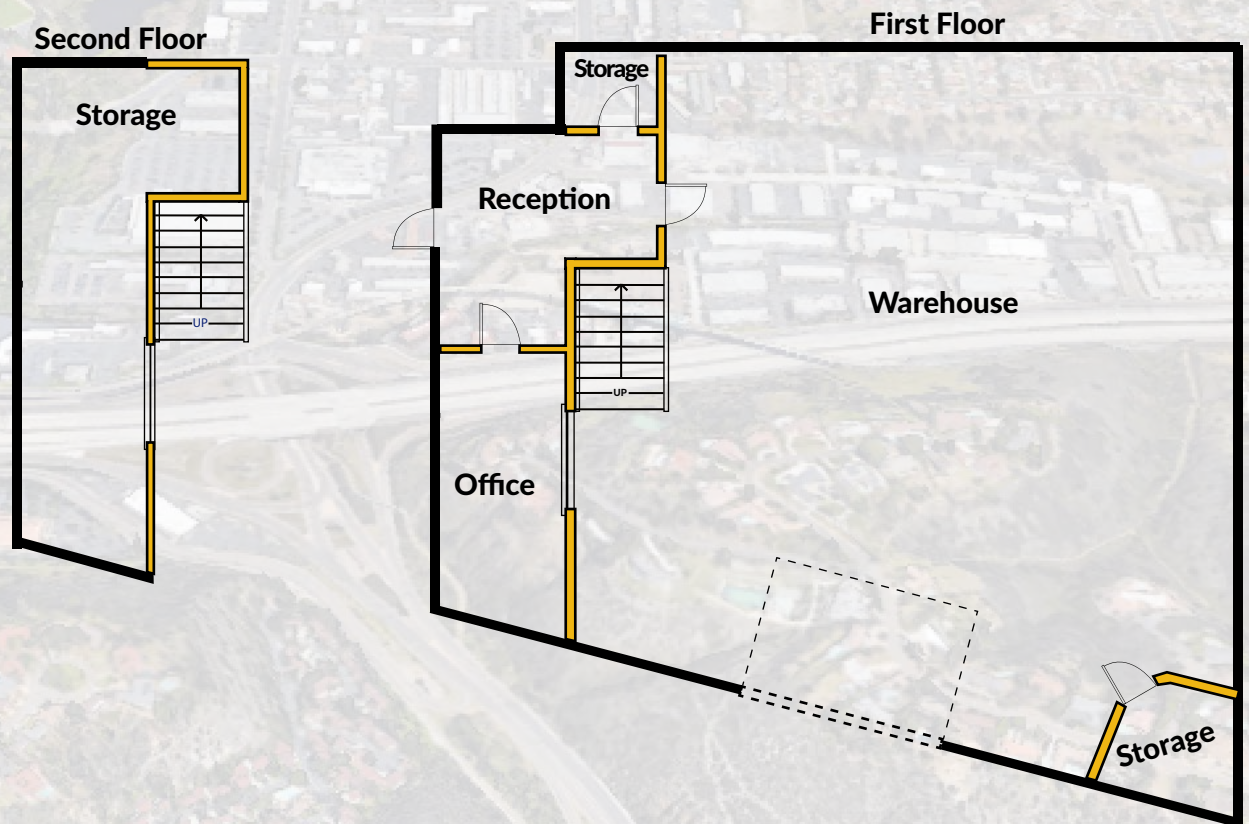 Second Floor
Storage
UP
First Floor
Storage
Reception
Warehouse
UP
Office
Storage